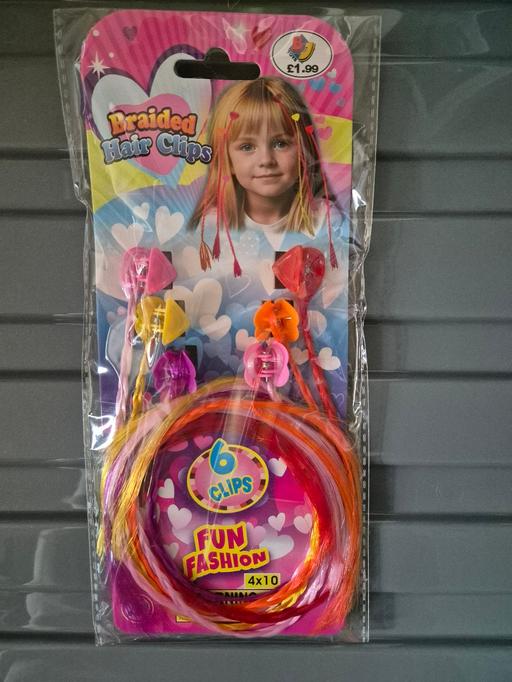 £1.99
Braided
Hair Clips
6
CLIPS
FUN
FASHION
4x10